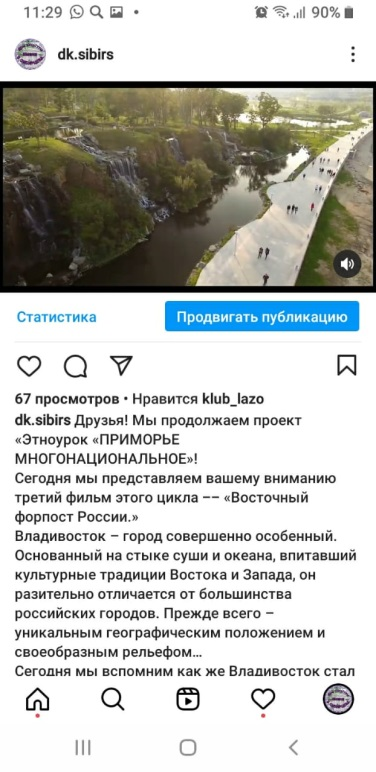 11:29
90%
dk.sibirs
Статистика
Продвигать публикацию
67 просмотров • Нравится klub_lazo
dk.sibirs Друзья! Мы продолжаем проект
«Этноурок «ПРИМОРЬЕ
МНОГОНАЦИОНАЛЬНОЕ»!
Сегодня мы представляем вашему вниманию
третий фильм этого цикла –– «Восточный
форпост России.»
Владивосток – город совершенно особенный.
Основанный на стыке суши и океана, впитавший
культурные традиции Востока и Запада, он
разительно отличается от большинства
российских городов. Прежде всего –
уникальным географическим положением и
своеобразным рельефом...
Сегодня мы вспомним как же Владивосток стал